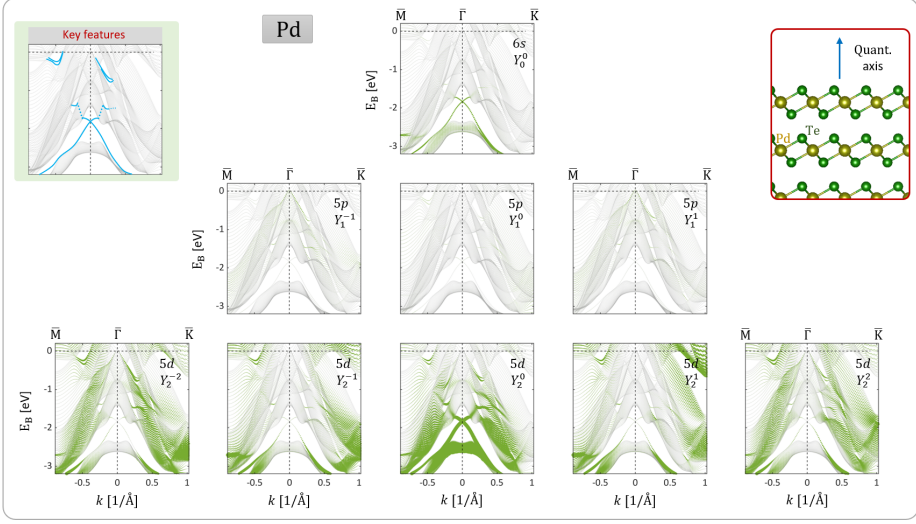 Key features
Pd
M̅ Γ̅ K̅
0
-1
-2
-3
E_B [eV]
6s
Y_0^0
Quant.
axis
Pd Te
M̅ Γ̅ K̅
0
-1
-2
-3
E_B [eV]
5p
Y_1^{-1}
5p
Y_1^0
M̅ Γ̅ K̅
5p
Y_1^1
M̅ Γ̅ K̅
0
-1
-2
-3
E_B [eV]
5d
Y_2^{-2}
5d
Y_2^{-1}
5d
Y_2^0
5d
Y_2^1
M̅ Γ̅ K̅
5d
Y_2^2
-0.5 0 0.5 1
k [1/Å]
-0.5 0 0.5 1
k [1/Å]
-0.5 0 0.5 1
k [1/Å]
-0.5 0 0.5 1
k [1/Å]
-0.5 0 0.5 1
k [1/Å]